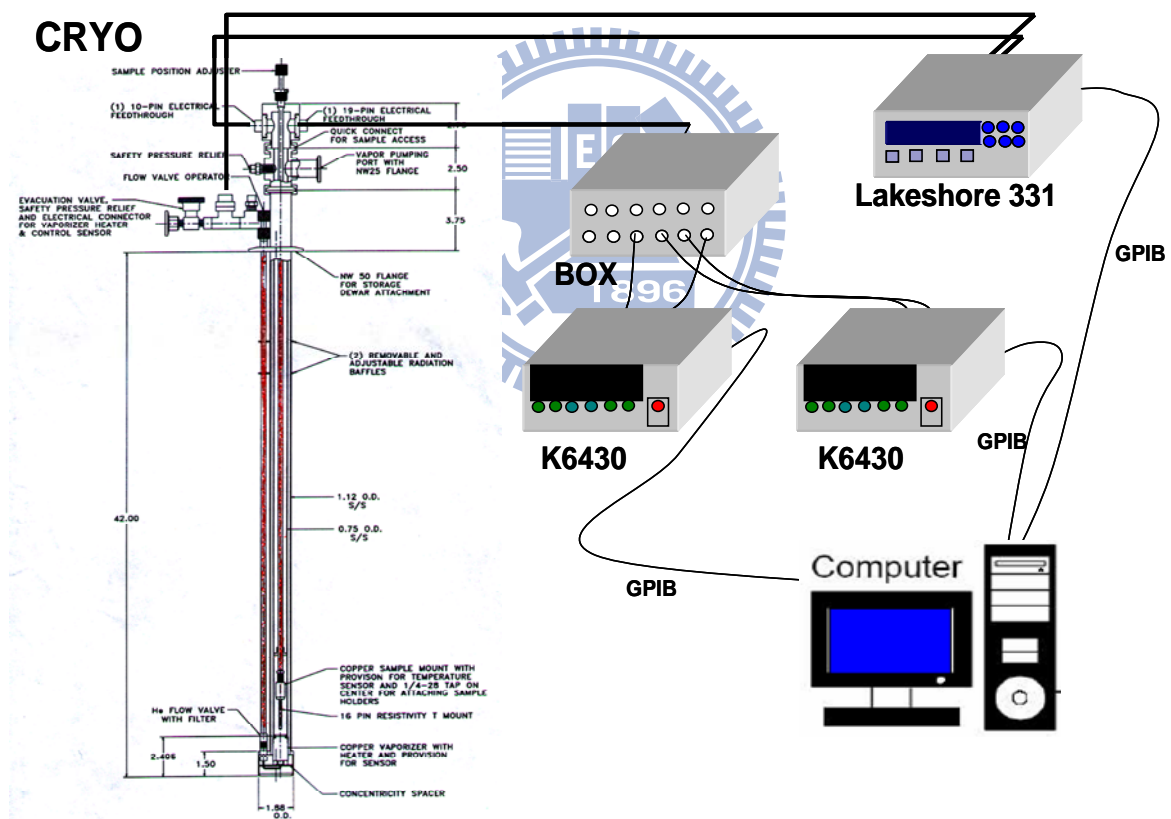 CRYO
SAMPLE POSITION ADJUSTER
(1) 10-PIN ELECTRICAL
FEEDTHROUGH
(1) 19-PIN ELECTRICAL
FEEDTHROUGH
QUICK CONNECT
FOR SAMPLE ACCESS
SAFETY PRESSURE RELIEF
VAPOR PUMPING
PORT WITH
NW25 FLANGE
2.50
FLOW VALVE OPERATOR
EVACUATION VALVE,
SAFETY PRESSURE RELIEF
AND ELECTRICAL CONNECTOR
FOR VAPORIZER HEATER
& CONTROL SENSOR
3.75
NW 50 FLANGE
FOR STORAGE
DEWAR ATTACHMENT
(2) REMOVABLE AND
ADJUSTABLE RADIATION
BAFFLES
1.12 O.D.
S/S
42.00
0.75 O.D.
S/S
COPPER SAMPLE MOUNT WITH
PROVISON FOR TEMPERATURE
SENSOR AND 1/4-28 TAP ON
CENTER FOR ATTACHING SAMPLE
HOLDERS
16 PIN RESISTIVITY T MOUNT
He FLOW VALVE
WITH FILTER
COPPER VAPORIZER WITH
HEATER AND PROVISION
FOR SENSOR
2.406
1.50
CONCENTRICITY SPACER
1.88
O.D.
Lakeshore 331
BOX
1896
GPIB
K6430
K6430
GPIB
GPIB
Computer